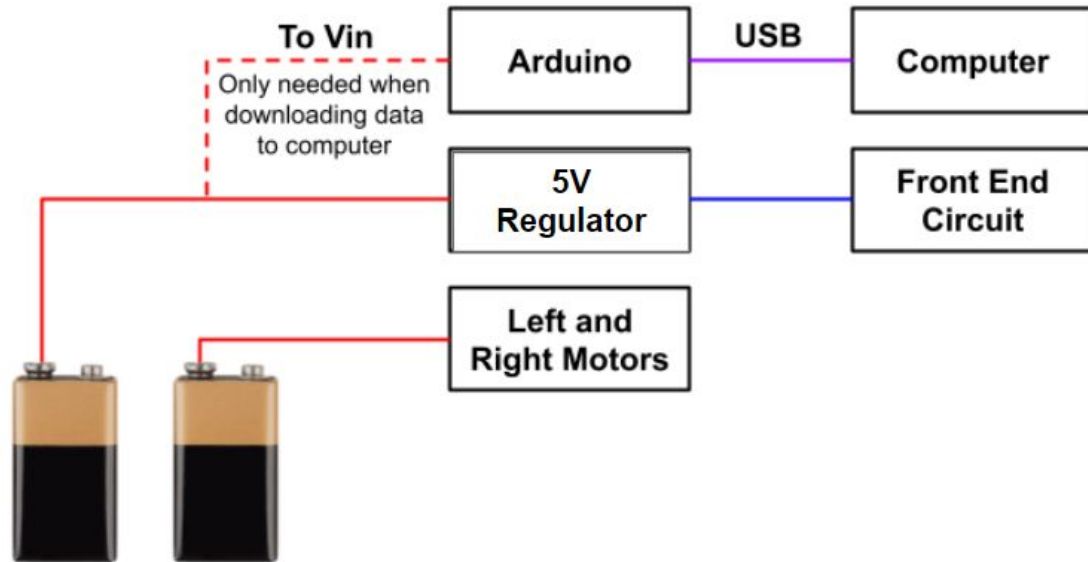 To Vin
Only needed when
downloading data
to computer
Arduino
USB
Computer
5V
Regulator
Front End
Circuit
Left and
Right Motors